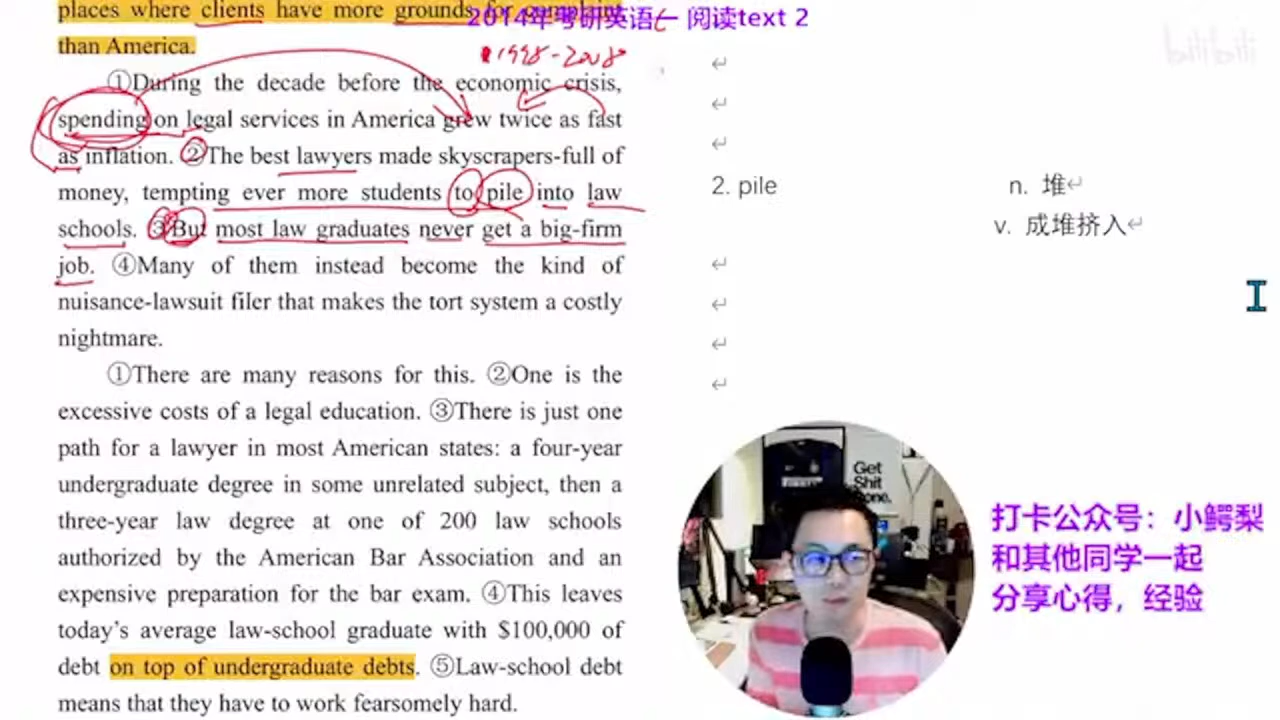 places where clients have more grounds for complaint
2014年考研英语一 阅读text 2
than America.
1998-2008
①During the decade before the economic crisis,
spending on legal services in America grew twice as fast
as inflation. ②The best lawyers made skyscrapers-full of
money, tempting ever more students to pile into law
schools. ③But most law graduates never get a big-firm
job. ④Many of them instead become the kind of
nuisance-lawsuit filer that makes the tort system a costly
nightmare.
①There are many reasons for this. ②One is the
excessive costs of a legal education. ③There is just one
path for a lawyer in most American states: a four-year
undergraduate degree in some unrelated subject, then a
three-year law degree at one of 200 law schools
authorized by the American Bar Association and an
expensive preparation for the bar exam. ④This leaves
today's average law-school graduate with $100,000 of
debt on top of undergraduate debts. ⑤Law-school debt
means that they have to work fearsomely hard.
bilibili
2. pile n. 堆
v. 成堆挤入
Get
Shit
Done.
打卡公众号：小鳄梨
和其他同学一起
分享心得，经验